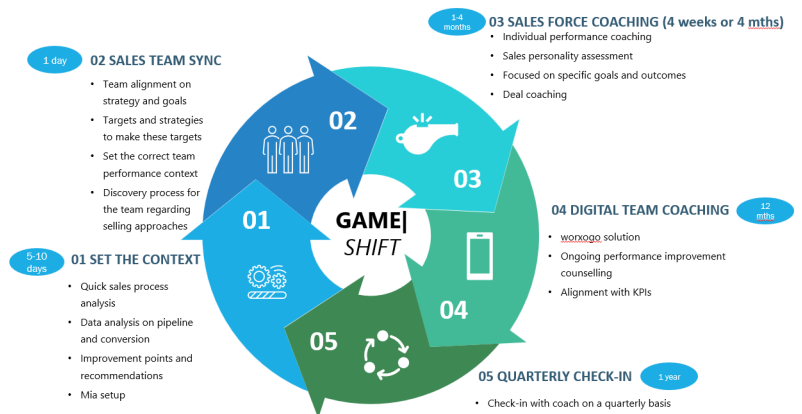 5-10
days
01 SET THE CONTEXT
• Quick sales process
analysis
• Data analysis on pipeline
and conversion
• Improvement points and
recommendations
• Mia setup
1 day
02 SALES TEAM SYNC
• Team alignment on
strategy and goals
• Targets and strategies
to make these targets
• Set the correct team
performance context
• Discovery process for
the team regarding
selling approaches
1-4
months
03 SALES FORCE COACHING (4 weeks or 4 mths)
• Individual performance coaching
• Sales personality assessment
• Focused on specific goals and outcomes
• Deal coaching
04 DIGITAL TEAM COACHING
12
mths
• worxogo solution
• Ongoing performance improvement
counselling
• Alignment with KPIs
05 QUARTERLY CHECK-IN
1 year
• Check-in with coach on a quarterly basis
01
02
03
04
05
GAME|
SHIFT